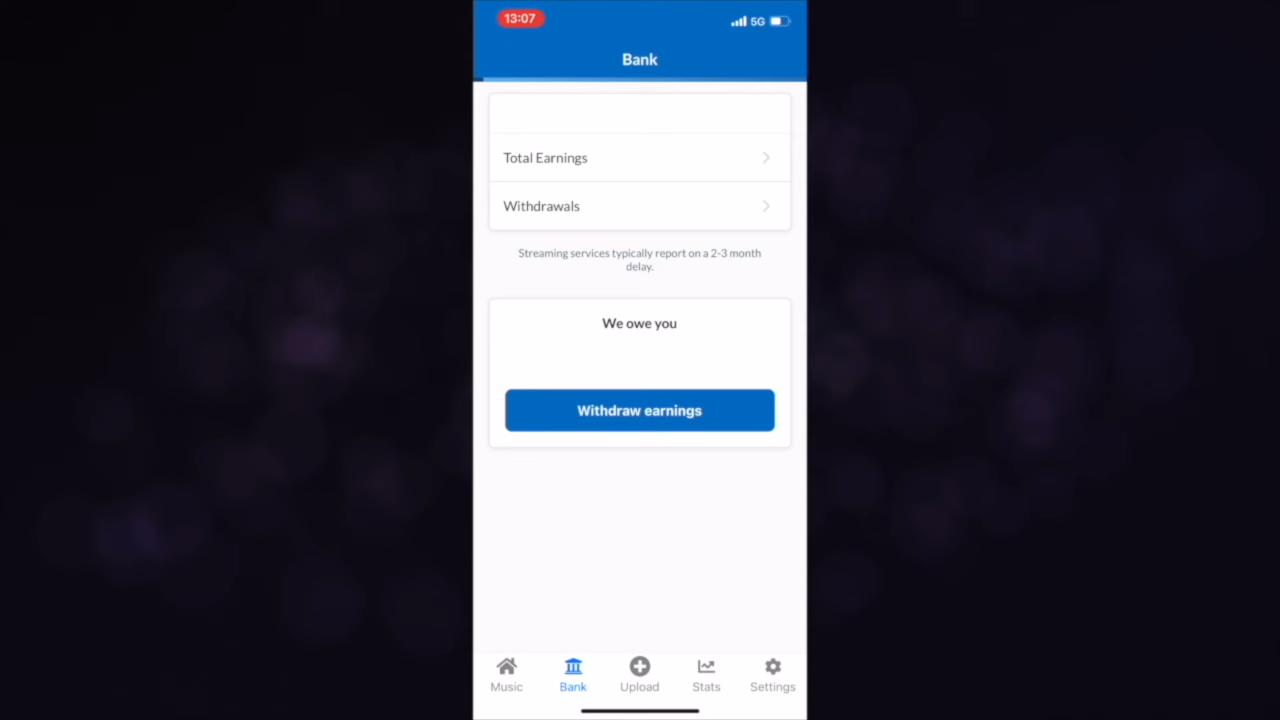 13:07
5G
Bank
Total Earnings
Withdrawals
Streaming services typically report on a 2-3 month
delay.
We owe you
Withdraw earnings
Music
Bank
Upload
Stats
Settings